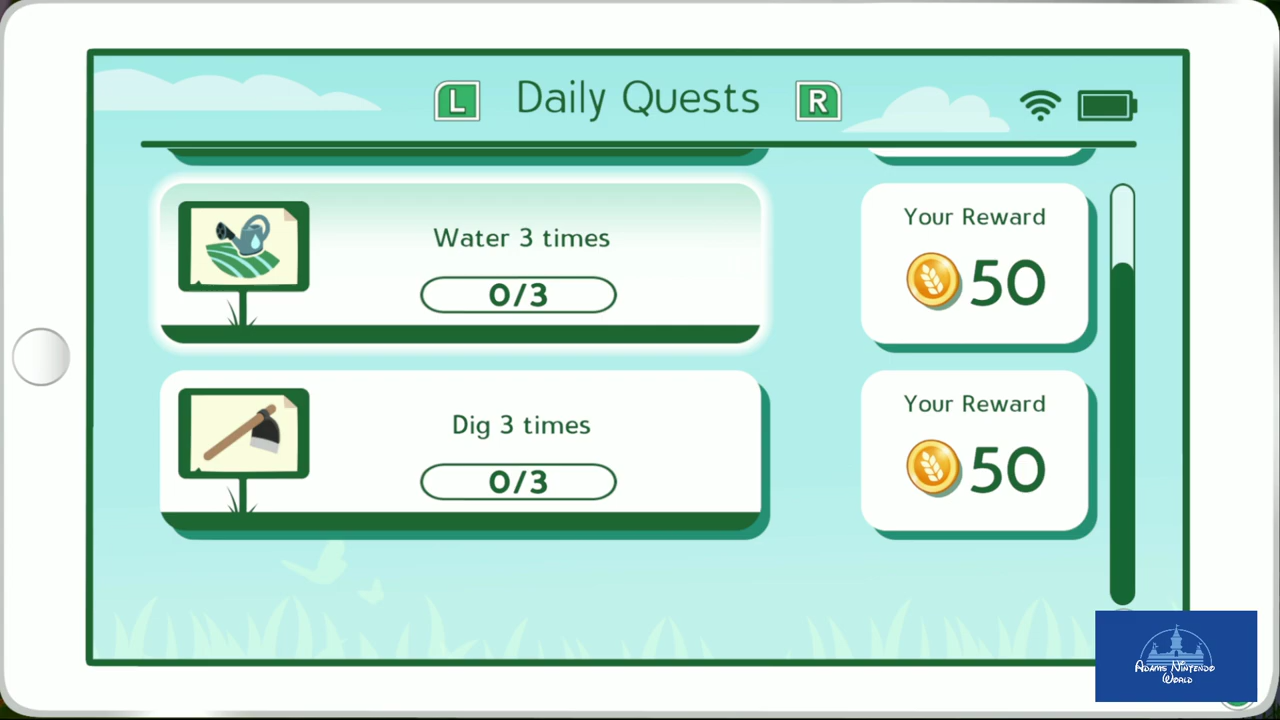 L Daily Quests R
Water 3 times
0/3
Your Reward
50
Dig 3 times
0/3
Your Reward
50
Adams Nintendo
World